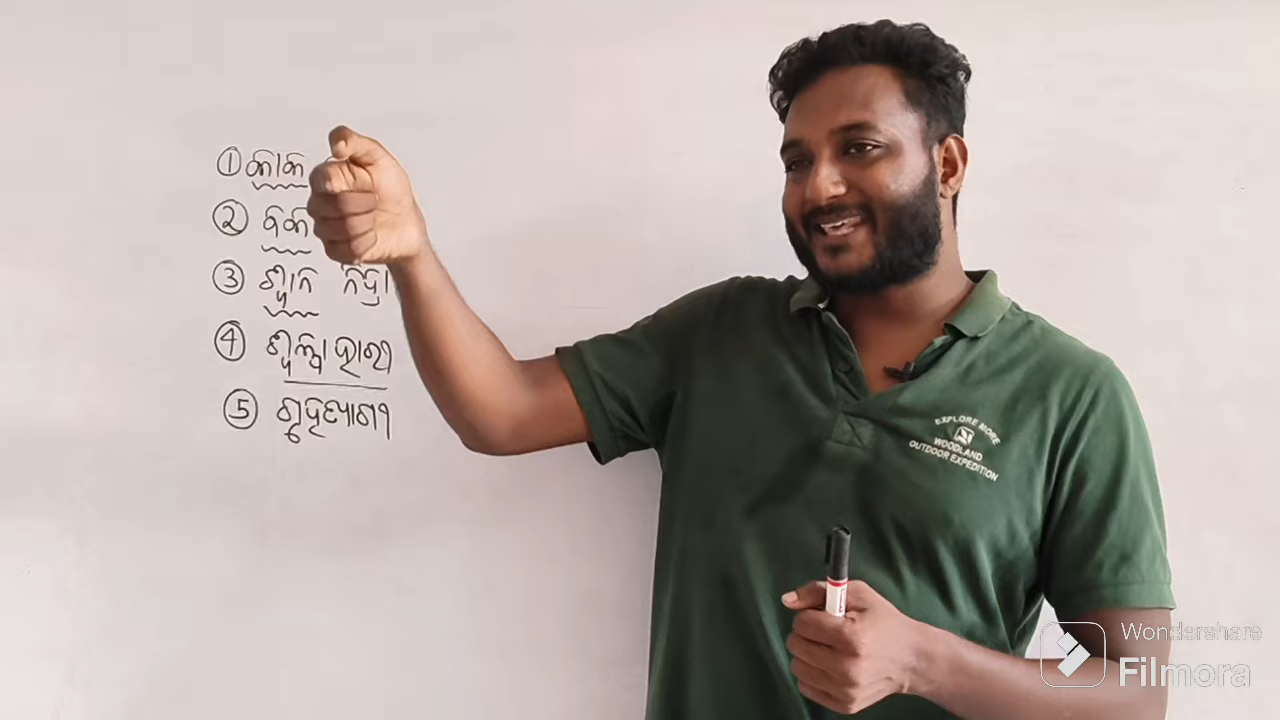 ① କାକ
② ବକ
③ ଶ୍ୱାନ ନିଦ୍ରା
④ ଶ୍ୱଳ୍ପାହାରୀ
⑤ ଗୃହତ୍ୟାଗୀ
EXPLORE MORE
WOODLAND
OUTDOOR EXPEDITION
Wondershare
Filmora